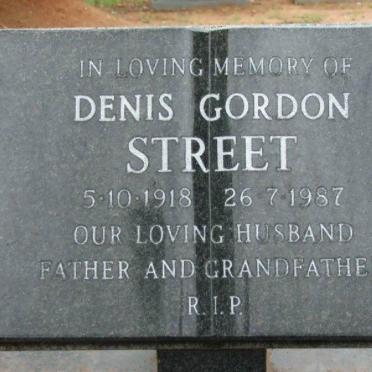 IN LOVING MEMORY OF
DENIS GORDON
STREET
5·10·1918 26·7·1987
OUR LOVING HUSBAND
FATHER AND GRANDFATHE
R.I.P.